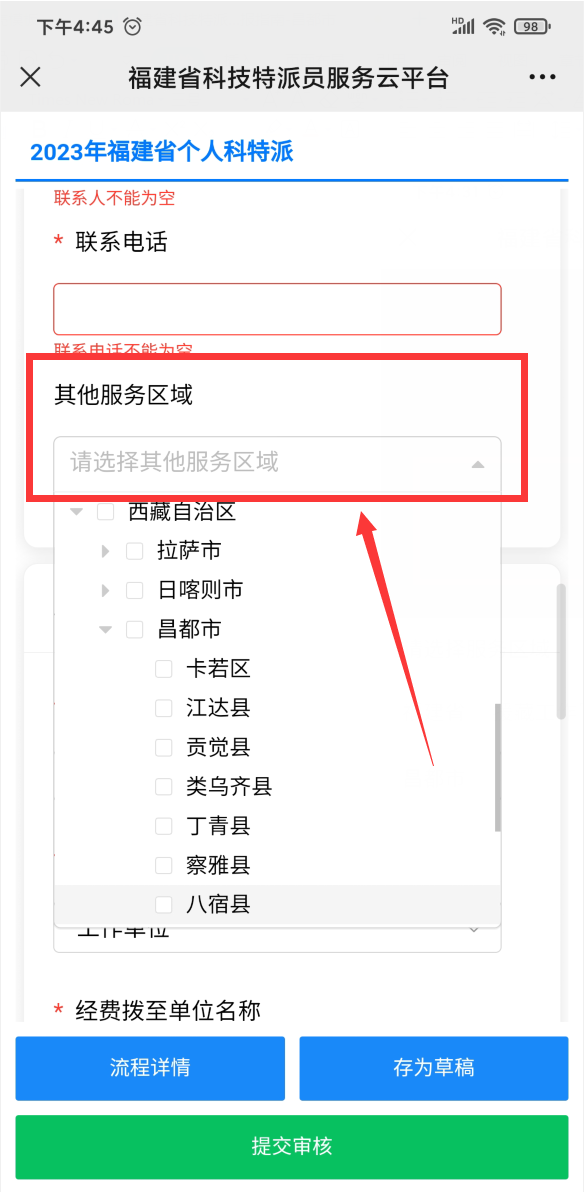 下午4:45
HD
98
福建省科技特派员服务云平台
2023年福建省个人科特派
联系人不能为空
* 联系电话
联系电话不能为空
其他服务区域
请选择其他服务区域
西藏自治区
拉萨市
日喀则市
昌都市
卡若区
江达县
贡觉县
类乌齐县
丁青县
察雅县
八宿县
工作单位
* 经费拨至单位名称
流程详情
存为草稿
提交审核